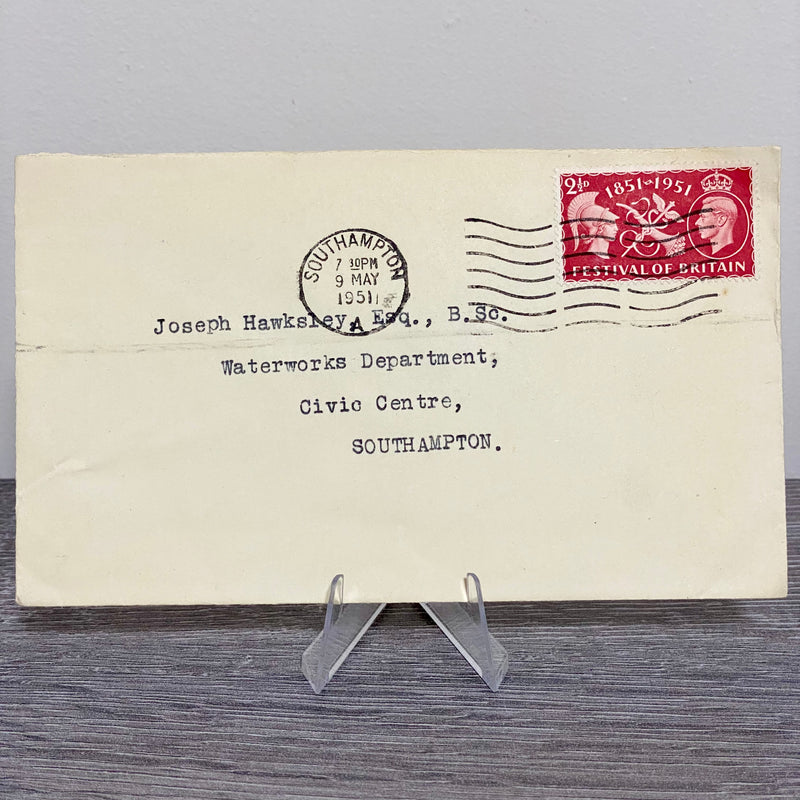 2½D 1851-1951
FESTIVAL OF BRITAIN
SOUTHAMPTON
7 30PM
9 MAY
1951
A
Joseph Hawksley, Esq., B.Sc.
Waterworks Department,
Civic Centre,
SOUTHAMPTON.